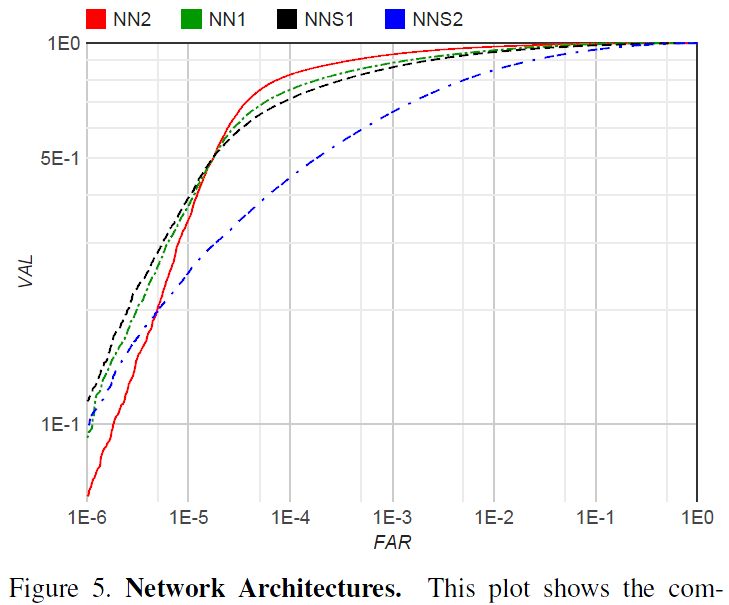 NN2 NN1 NNS1 NNS2
1E0
5E-1
VAL
1E-1
1E-6 1E-5 1E-4 1E-3 1E-2 1E-1 1E0
FAR
Figure 5. Network Architectures. This plot shows the com-